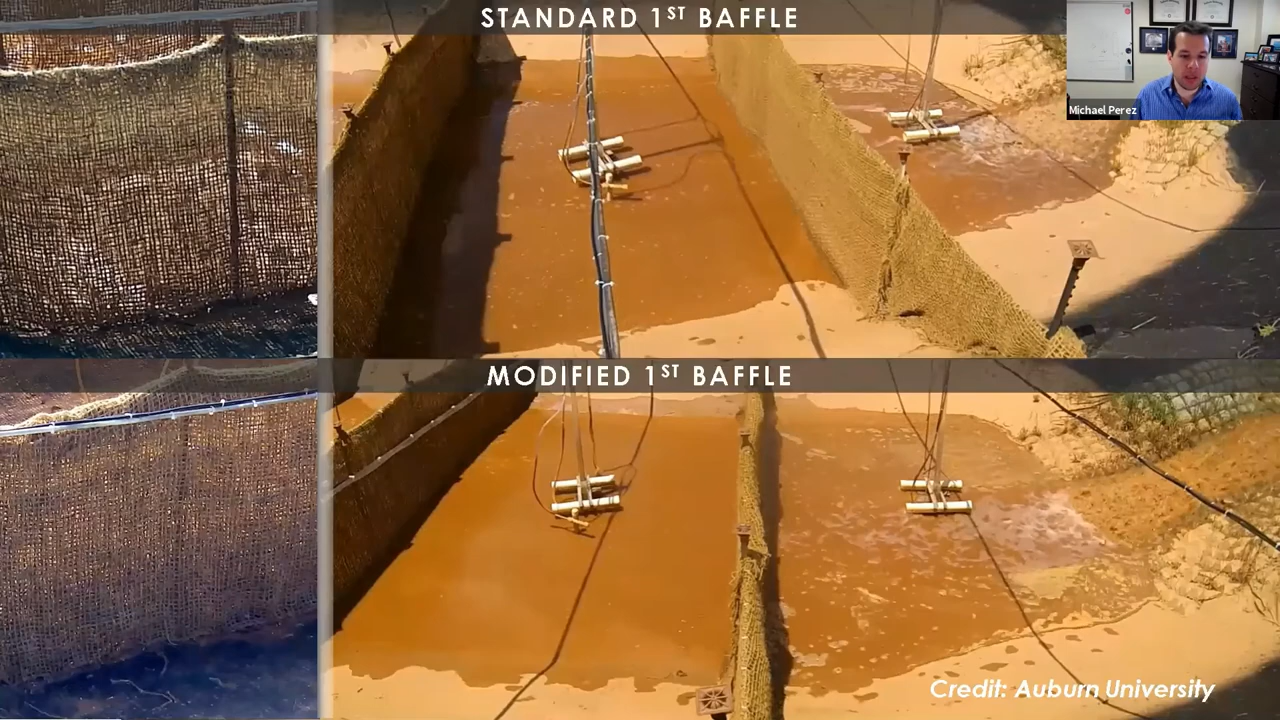 STANDARD 1ST BAFFLE
Michael Perez
MODIFIED 1ST BAFFLE
Credit: Auburn University